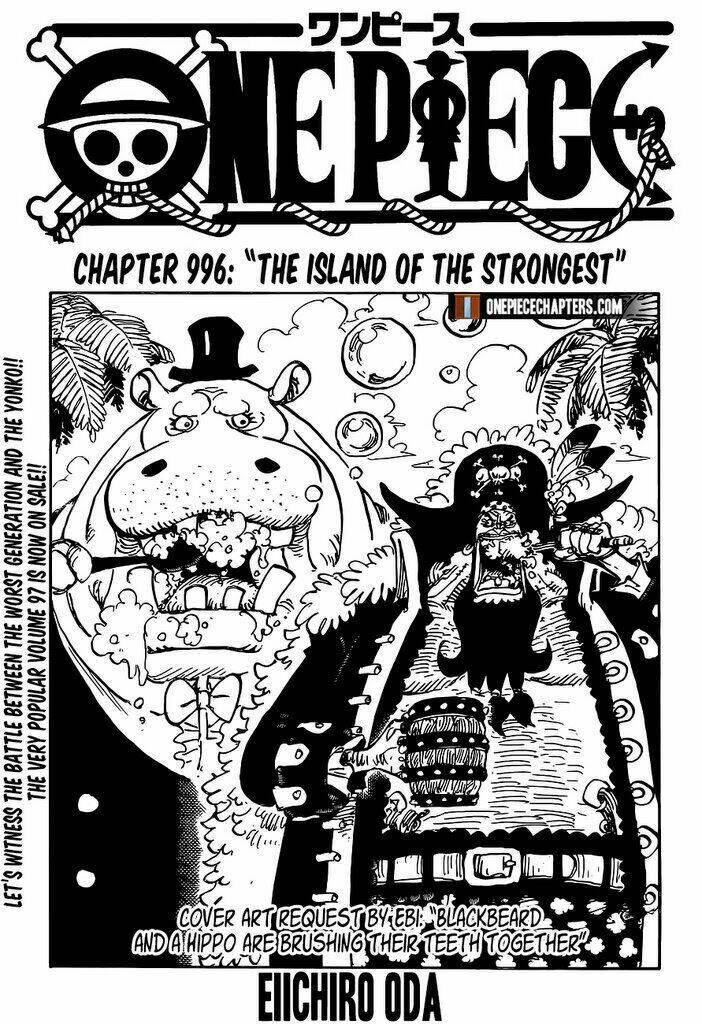 ワンピース
ONE PIECE
CHAPTER 996: "THE ISLAND OF THE STRONGEST"
ONEPIECECHAPTERS.COM
LET'S WITNESS THE BATTLE BETWEEN THE WORST GENERATION AND THE YONKO!!
THE VERY POPULAR VOLUME 97 IS NOW ON SALE!!
COVER ART REQUEST BY EBI: "BLACKBEARD
AND A HIPPO ARE BRUSHING THEIR TEETH TOGETHER"
EIICHIRO ODA